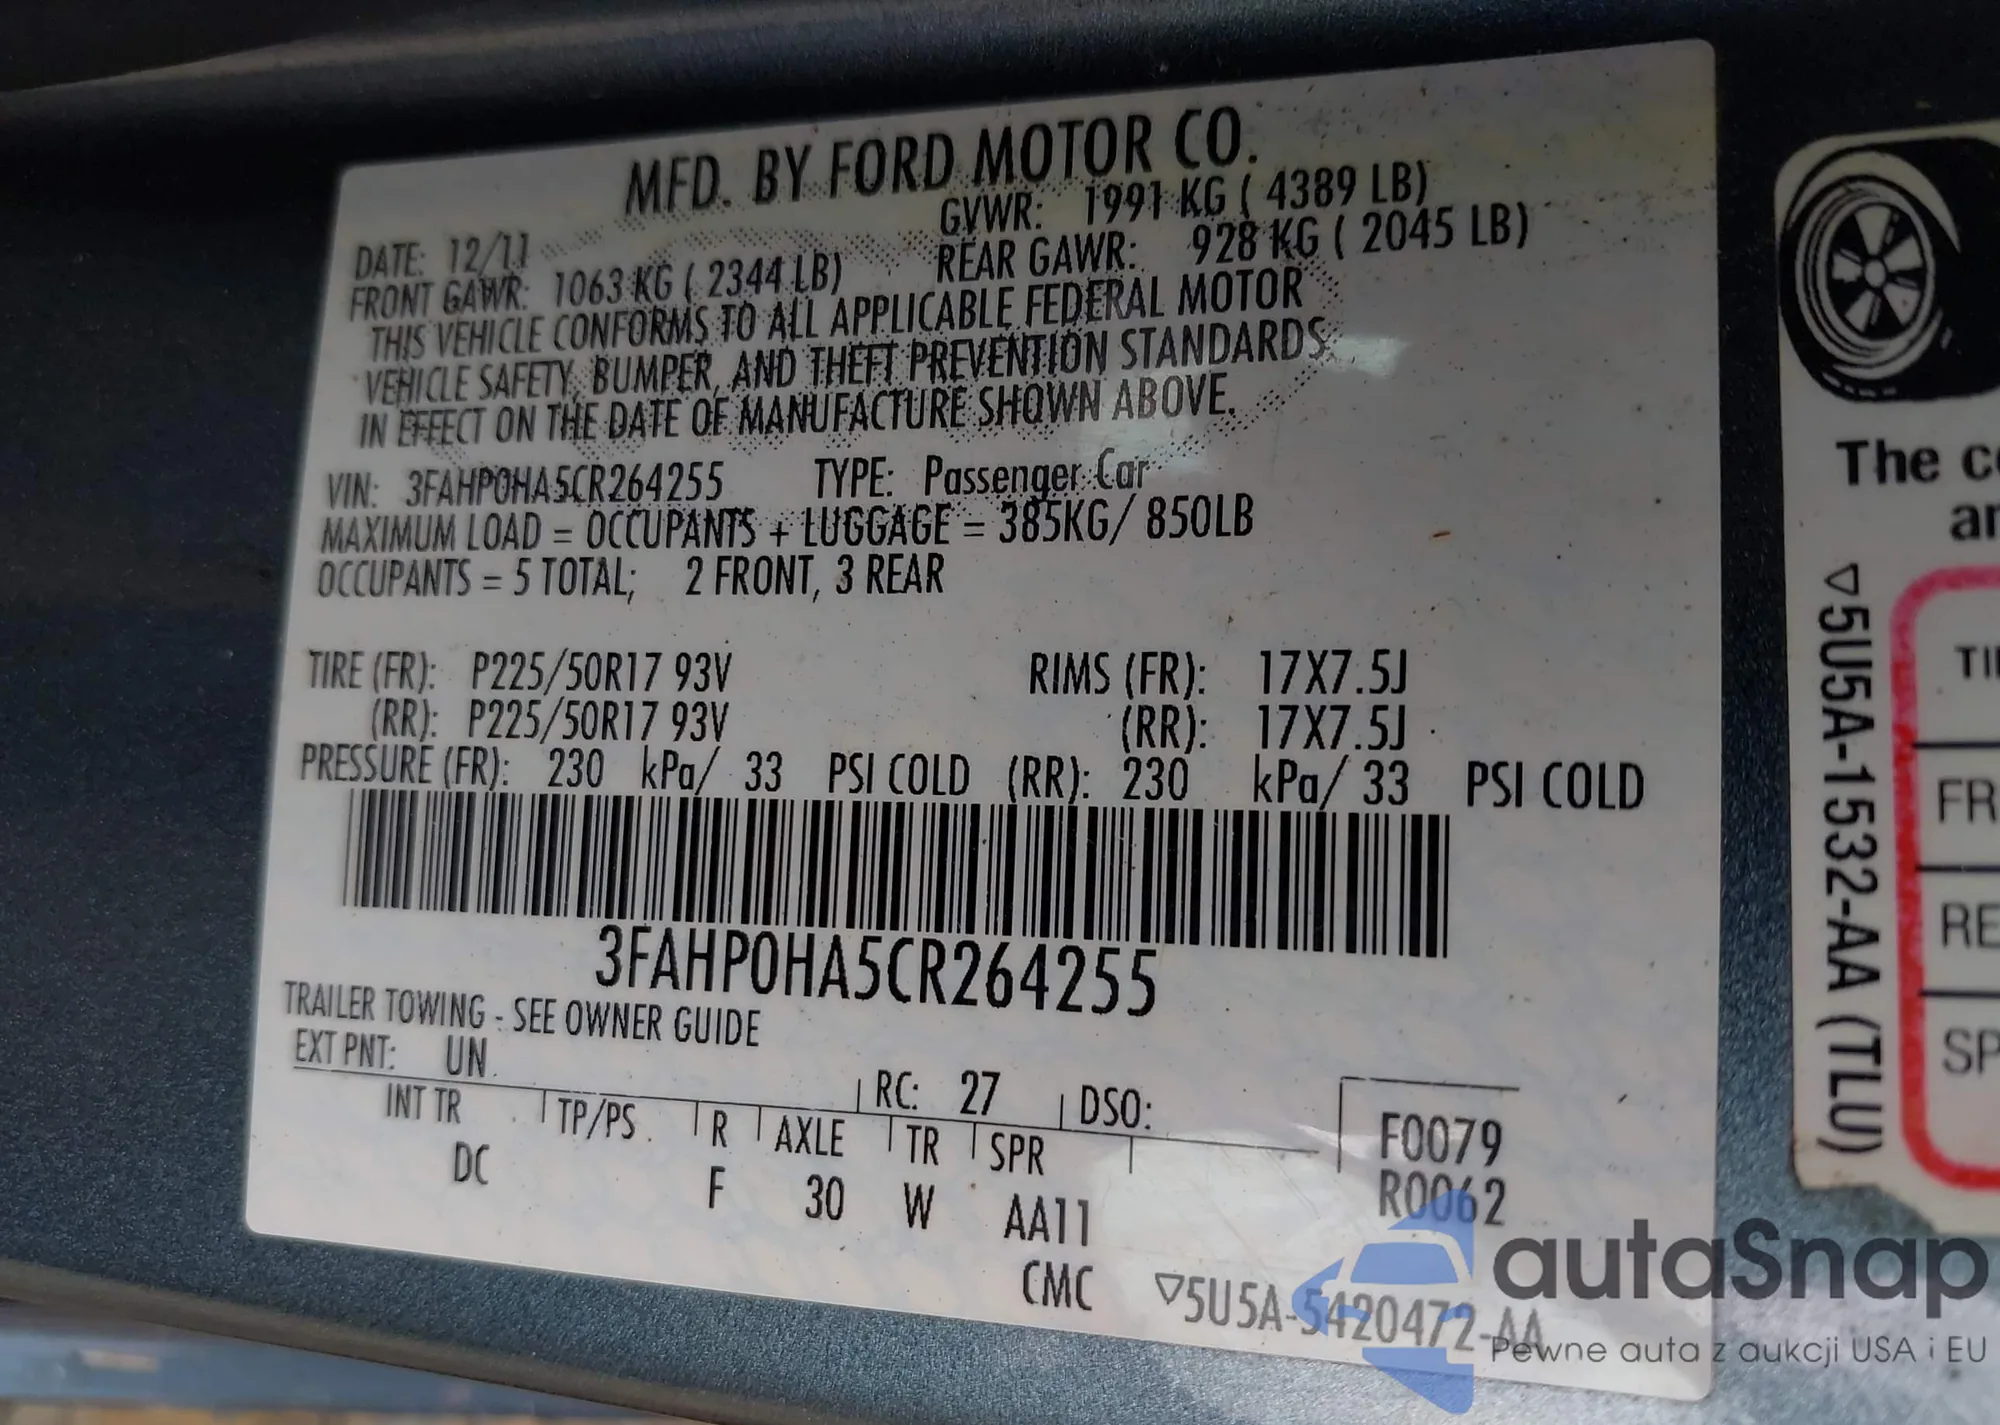 MFD. BY FORD MOTOR CO.
DATE: 12/11 GVWR: 1991 KG ( 4389 LB)
FRONT GAWR: 1063 KG ( 2344 LB) REAR GAWR: 928 KG ( 2045 LB)
THIS VEHICLE CONFORMS TO ALL APPLICABLE FEDERAL MOTOR
VEHICLE SAFETY, BUMPER, AND THEFT PREVENTION STANDARDS
IN EFFECT ON THE DATE OF MANUFACTURE SHOWN ABOVE.
VIN: 3FAHP0HA5CR264255 TYPE: Passenger Car
MAXIMUM LOAD = OCCUPANTS + LUGGAGE = 385KG/ 850LB
OCCUPANTS = 5 TOTAL; 2 FRONT, 3 REAR
TIRE (FR): P225/50R17 93V RIMS (FR): 17X7.5J
(RR): P225/50R17 93V (RR): 17X7.5J
PRESSURE (FR): 230 kPa/ 33 PSI COLD (RR): 230 kPa/ 33 PSI COLD
3FAHP0HA5CR264255
TRAILER TOWING - SEE OWNER GUIDE
EXT PNT: UN RC: 27 DSO:
INT TR TP/PS R AXLE TR SPR F0079
DC F 30 W AA11 R0062
CMC ▽5U5A-5420472-AA
The
▽5U5A-1532-AA (TLU)
FR
RE
SP
autaSnap
Pewne auta z aukcji USA i EU